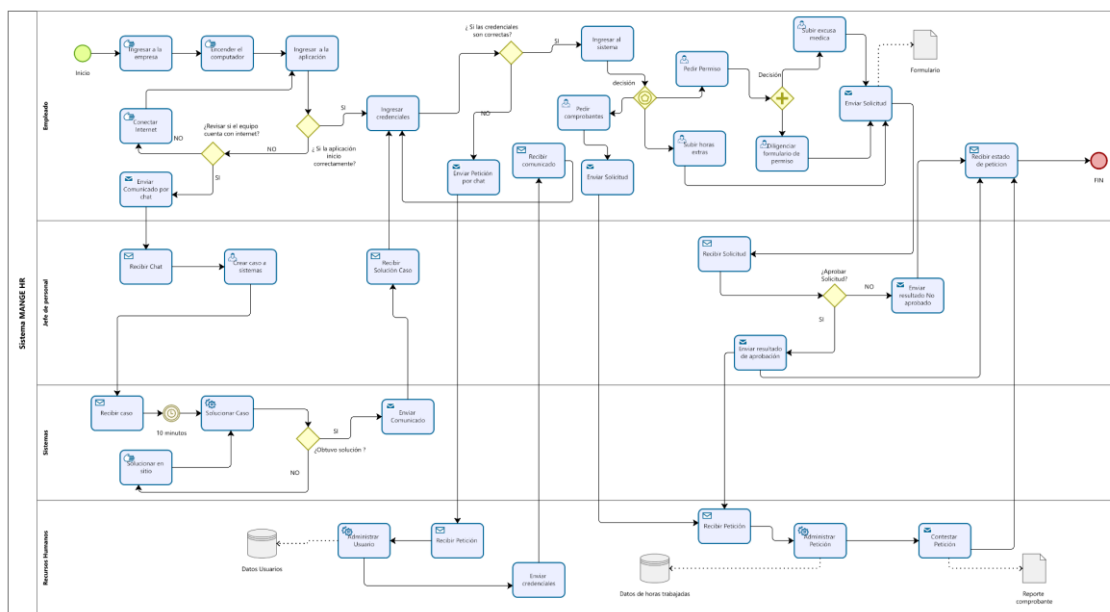 Sistema MANGE HR
Empleado
Inicio
Ingresar a la
empresa
Encender el
computador
Ingresar a la
aplicación
Conectar
Internet
NO
¿Revisar si el equipo
cuenta con internet?
NO
SI
Enviar
Comunicado por
chat
SI
¿ Si la aplicación
inicio
correctamente?
Ingresar
credenciales
¿ Si las credenciales
son correctas?
SI
NO
Enviar Petición
por chat
Recibir
comunicado
Ingresar al
sistema
decisión
Pedir
comprobantes
Enviar Solicitud
Pedir Permiso
Subir horas
extras
Decisión
Subir excusa
medica
Diligenciar
formulario de
permiso
Enviar Solicitud
Formulario
Recibir estado
de peticion
FIN
Jefe de personal
Recibir Chat
Crear caso a
sistemas
Recibir
Solución Caso
Recibir Solicitud
¿Aprobar
Solicitud?
NO
SI
Enviar
resultado No
aprobado
Enviar resultado
de aprobación
Sistemas
Recibir caso
10 minutos
Solucionar Caso
Solucionar en
sitio
SI
¿Obtuvo solución ?
NO
Enviar
Comunicado
Recursos Humanos
Datos Usuarios
Administrar
Usuario
Recibir Petición
Enviar
credenciales
Recibir Petición
Administrar
Petición
Contestar
Petición
Datos de horas trabajadas
Reporte
comprobante